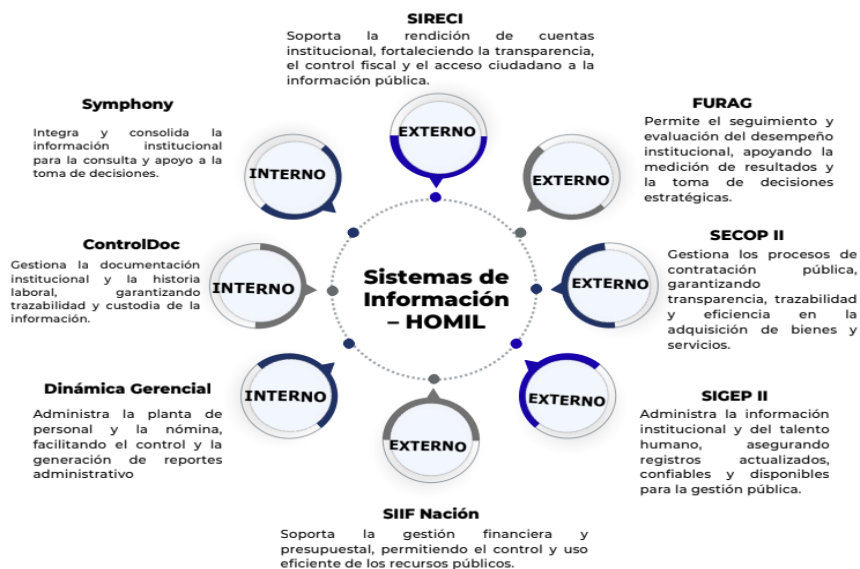 SIRECI
Soporta la rendición de cuentas
institucional, fortaleciendo la transparencia,
el control fiscal y el acceso ciudadano a la
información pública.
Symphony
Integra y consolida la
información institucional
para la consulta y apoyo a la
toma de decisiones.
INTERNO
EXTERNO
EXTERNO
FURAG
Permite el seguimiento y
evaluación del desempeño
institucional, apoyando la
medición de resultados y
la toma de decisiones
estratégicas.
ControlDoc
Gestiona la documentación
institucional y la historia
laboral, garantizando
trazabilidad y custodia de la
información.
INTERNO
Sistemas de
Información
– HOMIL
EXTERNO
SECOP II
Gestiona los procesos de
contratación pública,
garantizando
transparencia, trazabilidad
y eficiencia en la
adquisición de bienes y
servicios.
Dinámica Gerencial
Administra la planta de
personal y la nómina,
facilitando el control y la
generación de reportes
administrativo
INTERNO
EXTERNO
EXTERNO
SIGEP II
Administra la información
institucional y del talento
humano, asegurando
registros actualizados,
confiables y disponibles
para la gestión pública.
SIIF Nación
Soporta la gestión financiera y
presupuestal, permitiendo el control y uso
eficiente de los recursos públicos.